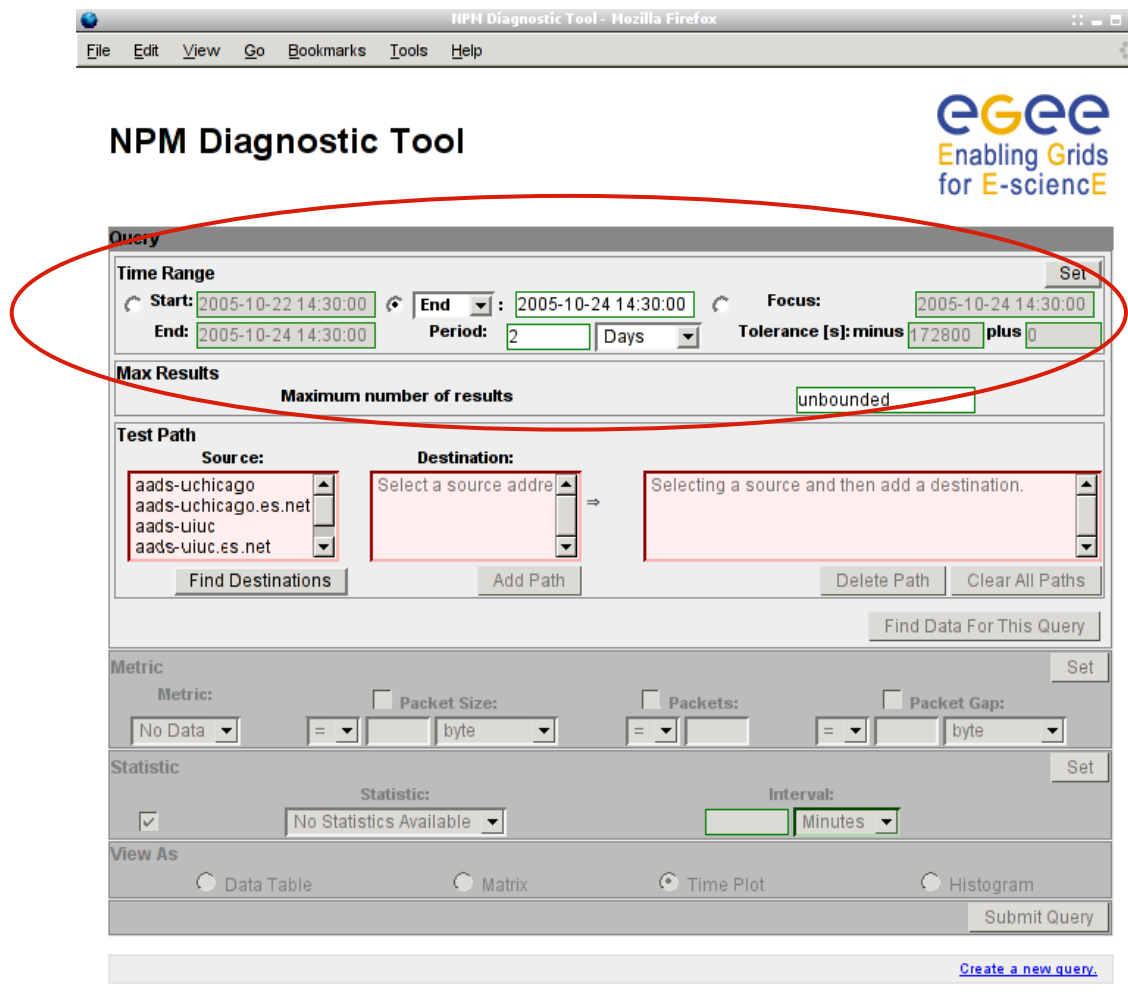 NPM Diagnostic Tool - Mozilla Firefox
File Edit View Go Bookmarks Tools Help
NPM Diagnostic Tool
egee
Enabling Grids
for E-sciencE
Query
Time Range Set
Start: 2005-10-22 14:30:00 End : 2005-10-24 14:30:00 Focus: 2005-10-24 14:30:00
End: 2005-10-24 14:30:00 Period: 2 Days Tolerance [s]: minus 172800 plus 0
Max Results
Maximum number of results unbounded
Test Path
Source: Destination:
aads-uchicago Select a source addre ⇒ Selecting a source and then add a destination.
aads-uchicago.es.net
aads-uiuc
aads-uiuc.es.net
Find Destinations Add Path Delete Path Clear All Paths
Find Data For This Query
Metric Set
Metric: Packet Size: Packets: Packet Gap:
No Data = byte = = byte
Statistic Set
Statistic: Interval:
No Statistics Available Minutes
View As
Data Table Matrix Time Plot Histogram
Submit Query
Create a new query.